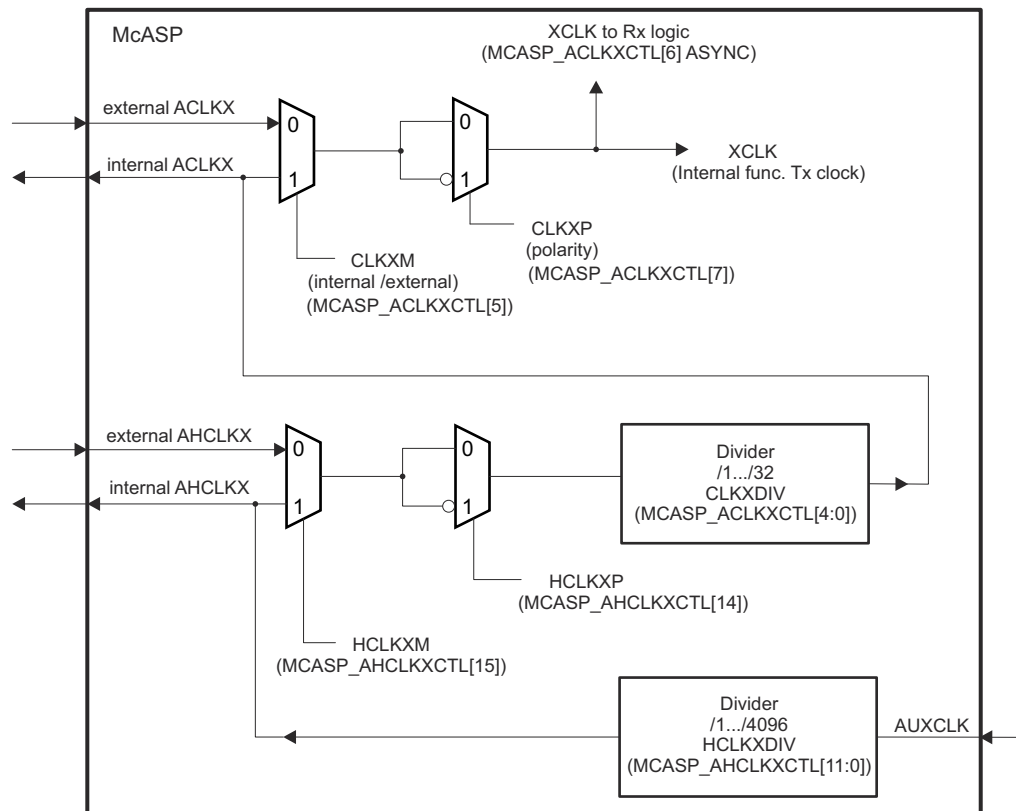 McASP
XCLK to Rx logic
(MCASP_ACLKXCTL[6] ASYNC)
external ACLKX
0
1
internal ACLKX
0
1
XCLK
(Internal func. Tx clock)
CLKXP
(polarity)
(MCASP_ACLKXCTL[7])
CLKXM
(internal /external)
(MCASP_ACLKXCTL[5])
external AHCLKX
0
1
internal AHCLKX
0
1
Divider
/1.../32
CLKXDIV
(MCASP_ACLKXCTL[4:0])
HCLKXP
(MCASP_AHCLKXCTL[14])
HCLKXM
(MCASP_AHCLKXCTL[15])
Divider
/1.../4096
HCLKXDIV
(MCASP_AHCLKXCTL[11:0])
AUXCLK